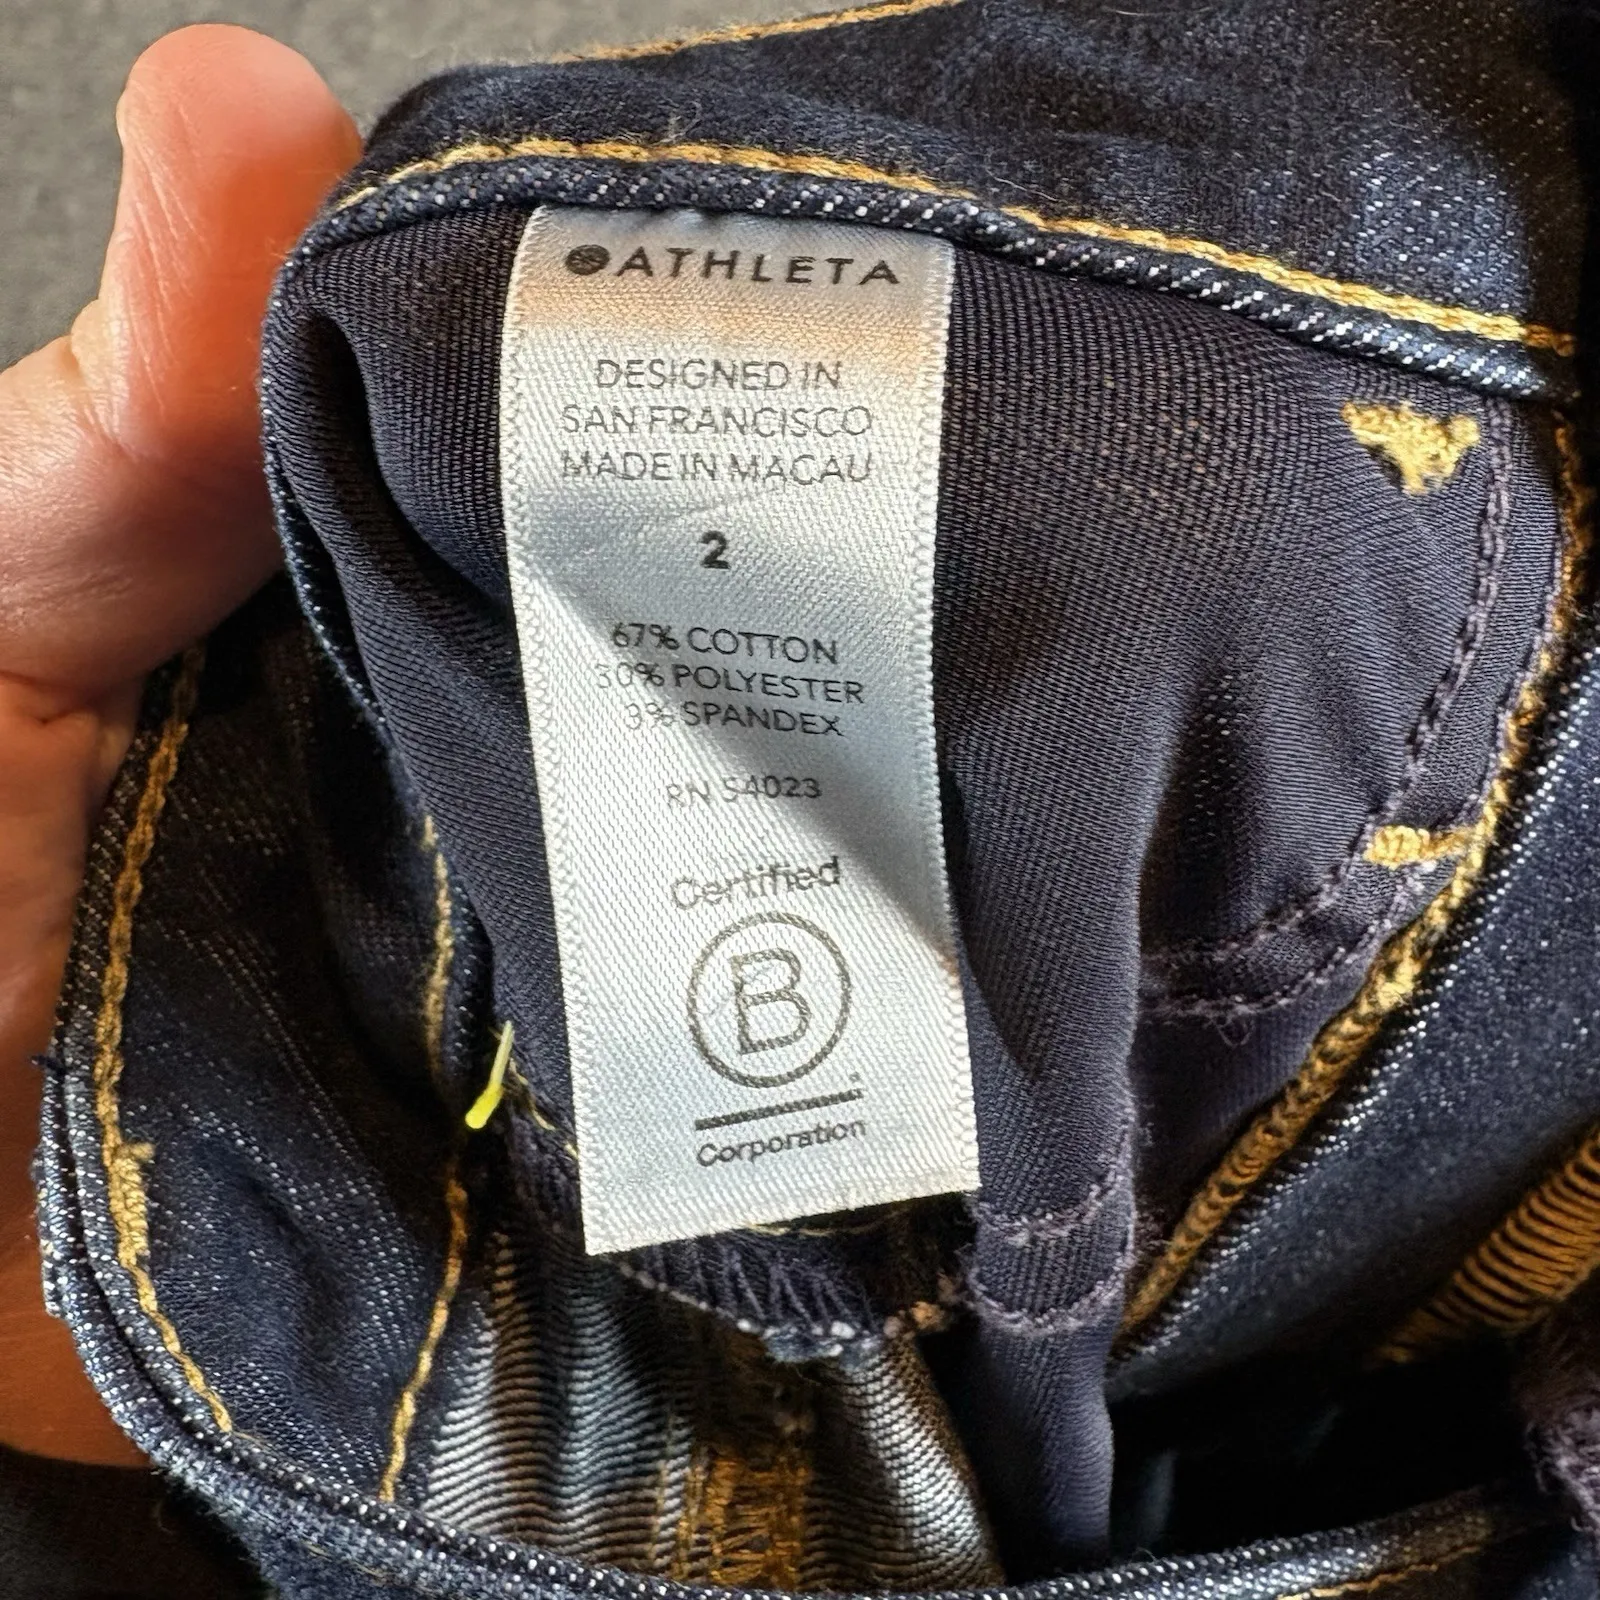 ATHLETA
DESIGNED IN
SAN FRANCISCO
MADE IN MACAU
2
67% COTTON
30% POLYESTER
3% SPANDEX
RN 54023
Certified
B
Corporation